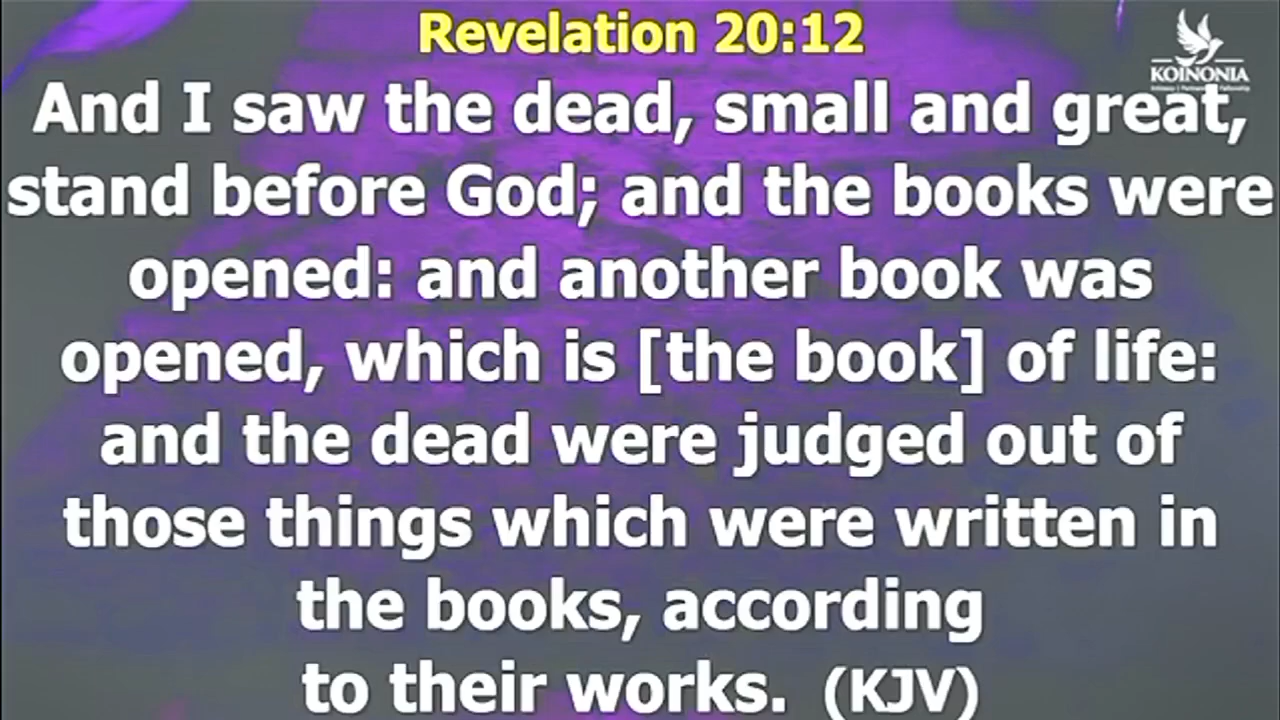 Revelation 20:12
KOINONIA
And I saw the dead, small and great,
stand before God; and the books were
opened: and another book was
opened, which is [the book] of life:
and the dead were judged out of
those things which were written in
the books, according
to their works. (KJV)